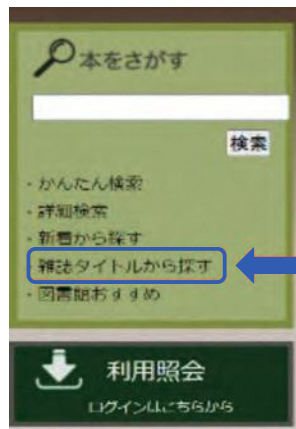 本をさがす
検索
・かんたん検索
・詳細検索
・新着から探す
・雑誌タイトルから探す
・図書館おすすめ
利用照会
ログインはこちらから